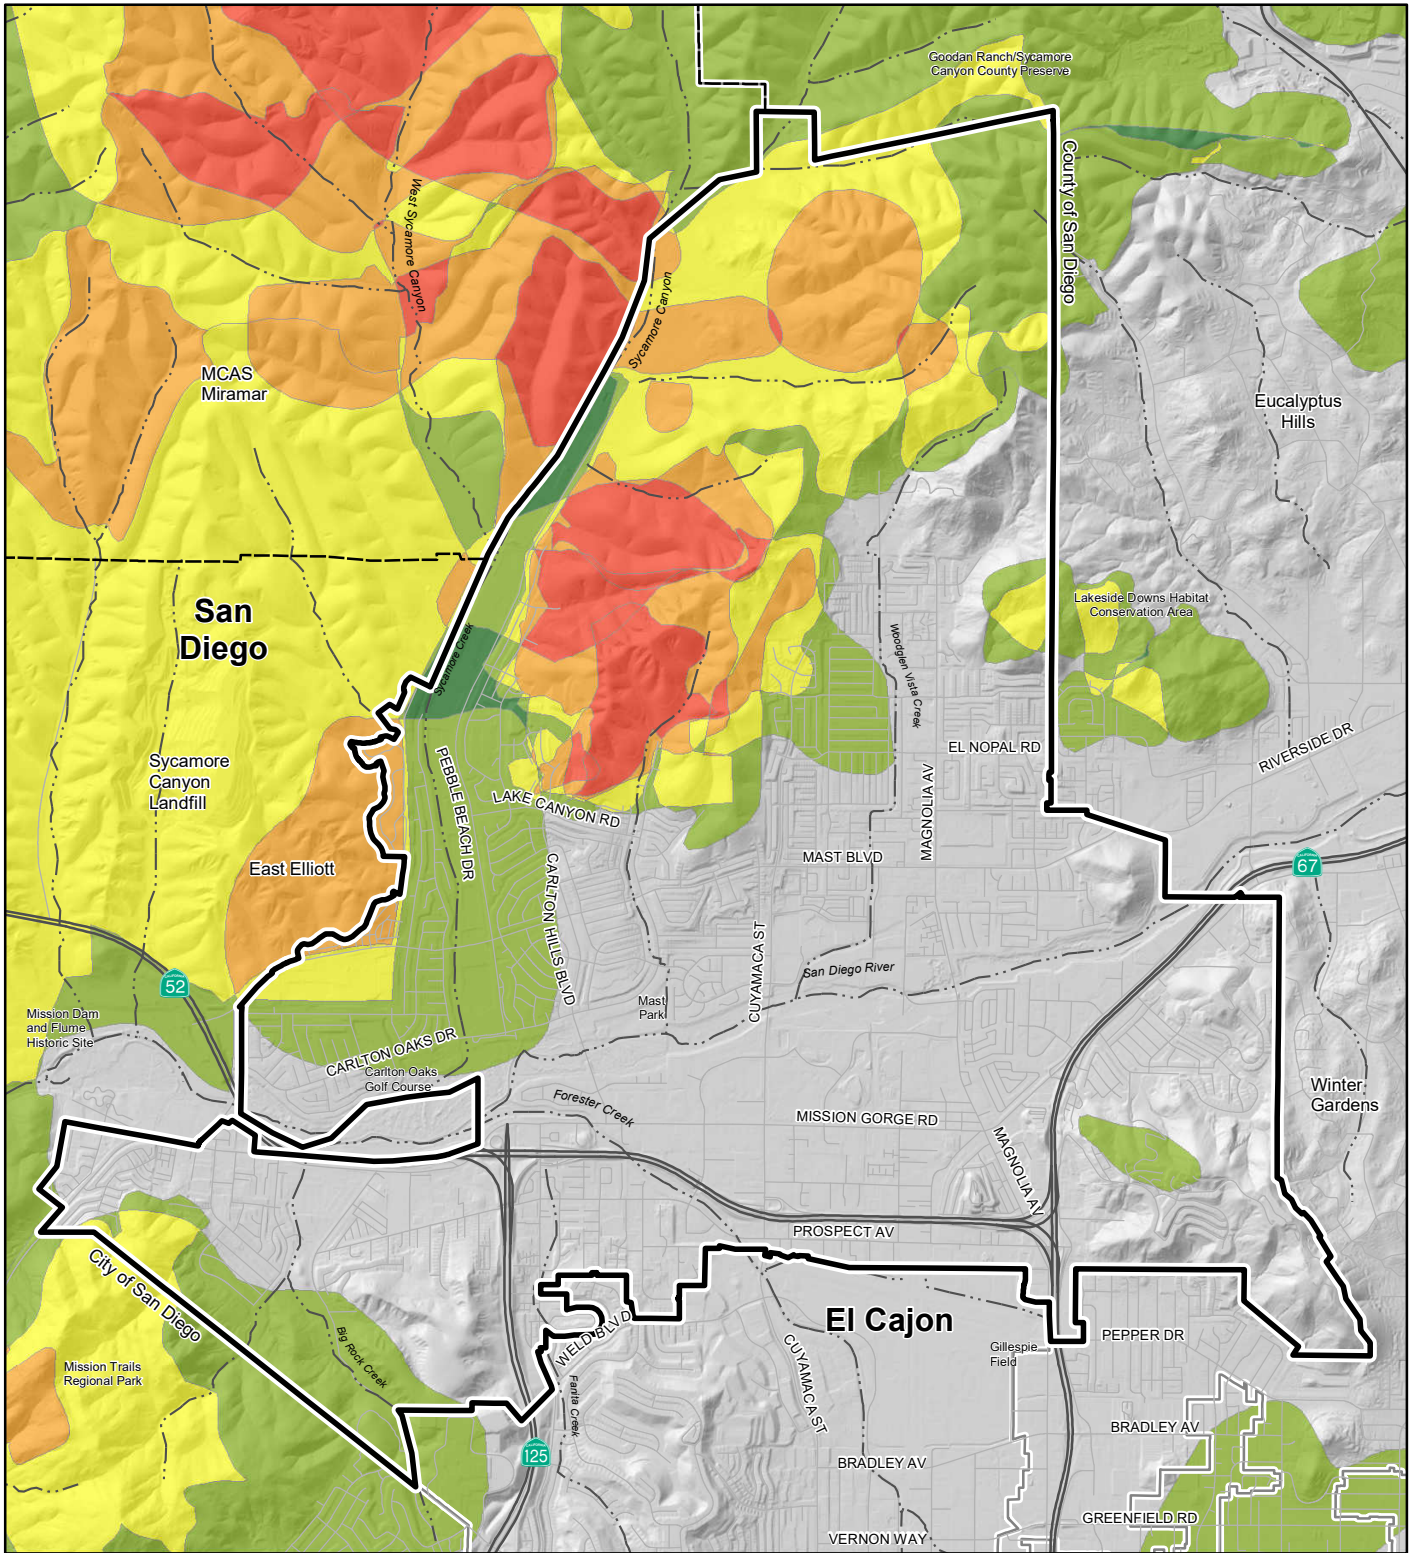 Goodan Ranch/Sycamore
Canyon County Preserve
County of San Diego
West Sycamore Canyon
Sycamore Canyon
MCAS
Miramar
Eucalyptus
Hills
San
Diego
Lakeside Downs Habitat
Conservation Area
Sycamore Creek
Woodglen Vista Creek
EL NOPAL RD
RIVERSIDE DR
Sycamore
Canyon
Landfill
PEBBLE BEACH DR
LAKE CANYON RD
MAGNOLIA AV
MAST BLVD
East Elliott
CARLTON HILLS BLVD
CALIFORNIA
67
CUYAMACA ST
San Diego River
CALIFORNIA
52
Mission Dam
and Flume
Historic Site
Mast
Park
CARLTON OAKS DR
Carlton Oaks
Golf Course
Forester Creek
MISSION GORGE RD
Winter
Gardens
MAGNOLIA AV
PROSPECT AV
City of San Diego
El Cajon
WELD BLVD
Big Rock Creek
Gillespie
Field
PEPPER DR
Mission Trails
Regional Park
Fanita Creek
CUYAMACA ST
BRADLEY AV
CALIFORNIA
125
BRADLEY AV
GREENFIELD RD
VERNON WAY